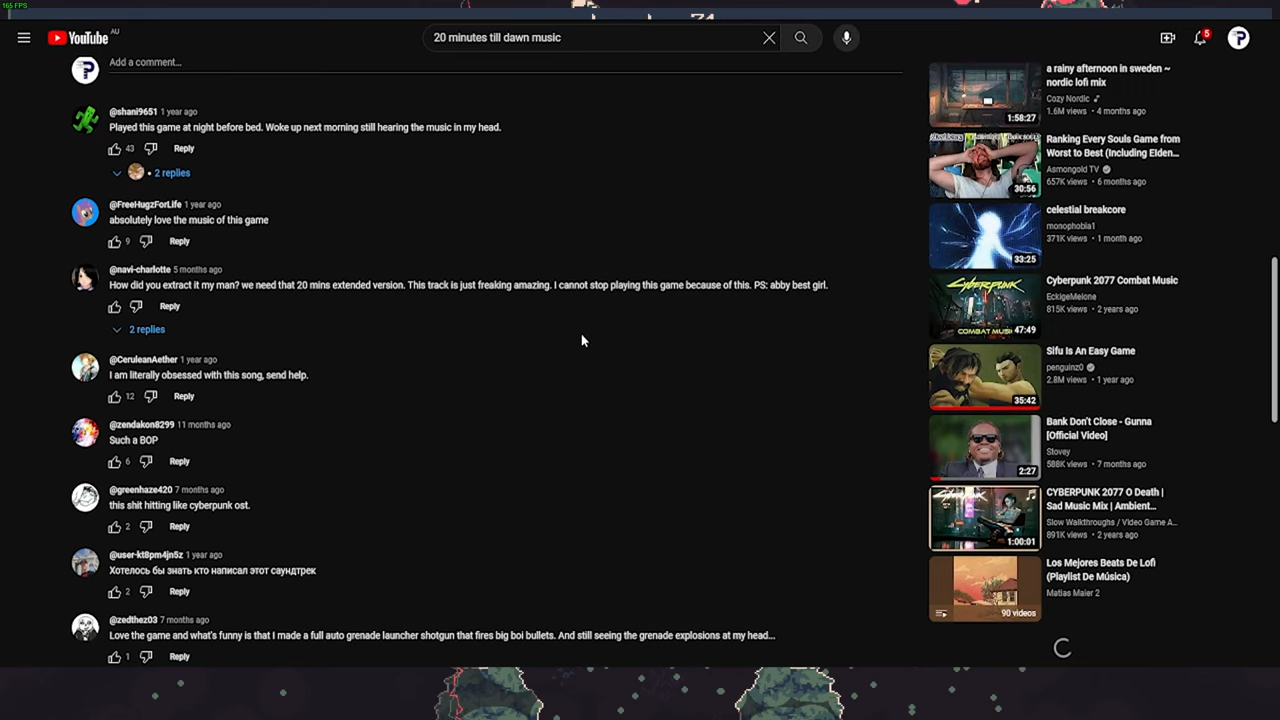 165 FPS
YouTube AU
20 minutes till dawn music
5
Add a comment...
@shani9651 1 year ago
Played this game at night before bed. Woke up next morning still hearing the music in my head.
43 Reply
• 2 replies
@FreeHugzForLife 1 year ago
absolutely love the music of this game
9 Reply
@navi-charlotte 5 months ago
How did you extract it my man? we need that 20 mins extended version. This track is just freaking amazing. I cannot stop playing this game because of this. PS: abby best girl.
Reply
2 replies
@CeruleanAether 1 year ago
I am literally obsessed with this song, send help.
12 Reply
@zendakon8299 11 months ago
Such a BOP
6 Reply
@greenhaze420 7 months ago
this shit hitting like cyberpunk ost.
2 Reply
@user-kt8pm4jn5z 1 year ago
Хотелось бы знать кто написал этот саундтрек
2 Reply
@zedthez03 7 months ago
Love the game and what's funny is that I made a full auto grenade launcher shotgun that fires big boi bullets. And still seeing the grenade explosions at my head...
1 Reply
a rainy afternoon in sweden ~
nordic lofi mix
Cozy Nordic
1.6M views • 4 months ago
1:58:27
Ranking Every Souls Game from
Worst to Best (Including Elden...
Asmongold TV
657K views • 6 months ago
30:56
celestial breakcore
monophobia1
371K views • 1 month ago
33:25
Cyberpunk 2077 Combat Music
EckigeMelone
815K views • 2 years ago
CYBERPUNK
COMBAT MUSIC
47:49
Sifu Is An Easy Game
penguinz0
2.8M views • 1 year ago
35:42
Bank Don't Close - Gunna
[Official Video]
Stovey
588K views • 7 months ago
2:27
CYBERPUNK 2077 O Death |
Sad Music Mix | Ambient...
Slow Walkthroughs / Video Game A...
891K views • 2 years ago
1:00:01
Los Mejores Beats De Lofi
(Playlist De Música)
Matias Maier 2
90 videos